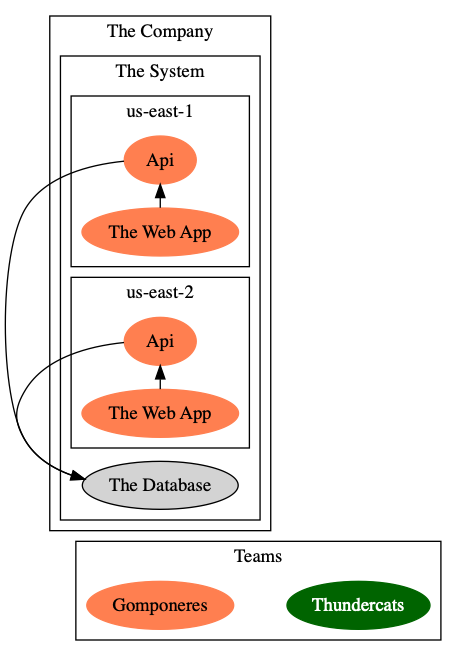 The Company
The System
us-east-1
Api
The Web App
us-east-2
Api
The Web App
The Database
Teams
Gomponeres
Thundercats